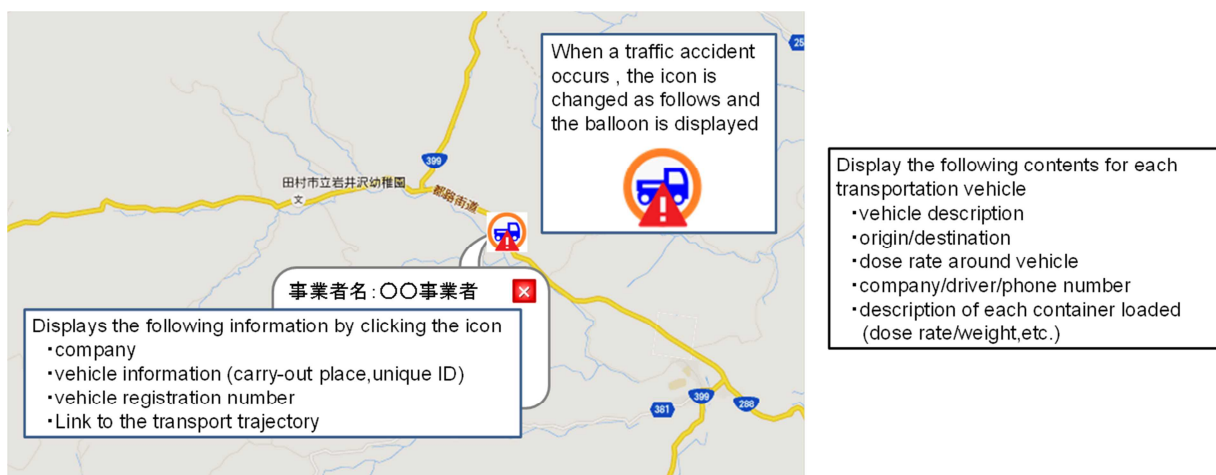 When a traffic accident
occurs , the icon is
changed as follows and
the balloon is displayed
399
田村市立岩井沢幼稚園
文
都路街道
事業者名:〇〇事業者
Displays the following information by clicking the icon
・company
・vehicle information (carry-out place,unique ID)
・vehicle registration number
・Link to the transport trajectory
399
381
288
Display the following contents for each
transportation vehicle
・vehicle description
・origin/destination
・dose rate around vehicle
・company/driver/phone number
・description of each container loaded
(dose rate/weight,etc.)